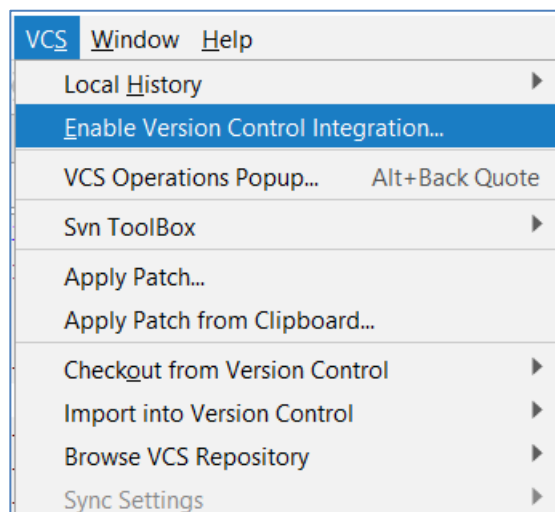 VCS Window Help
Local History
Enable Version Control Integration...
VCS Operations Popup... Alt+Back Quote
Svn ToolBox
Apply Patch...
Apply Patch from Clipboard...
Checkout from Version Control
Import into Version Control
Browse VCS Repository
Sync Settings